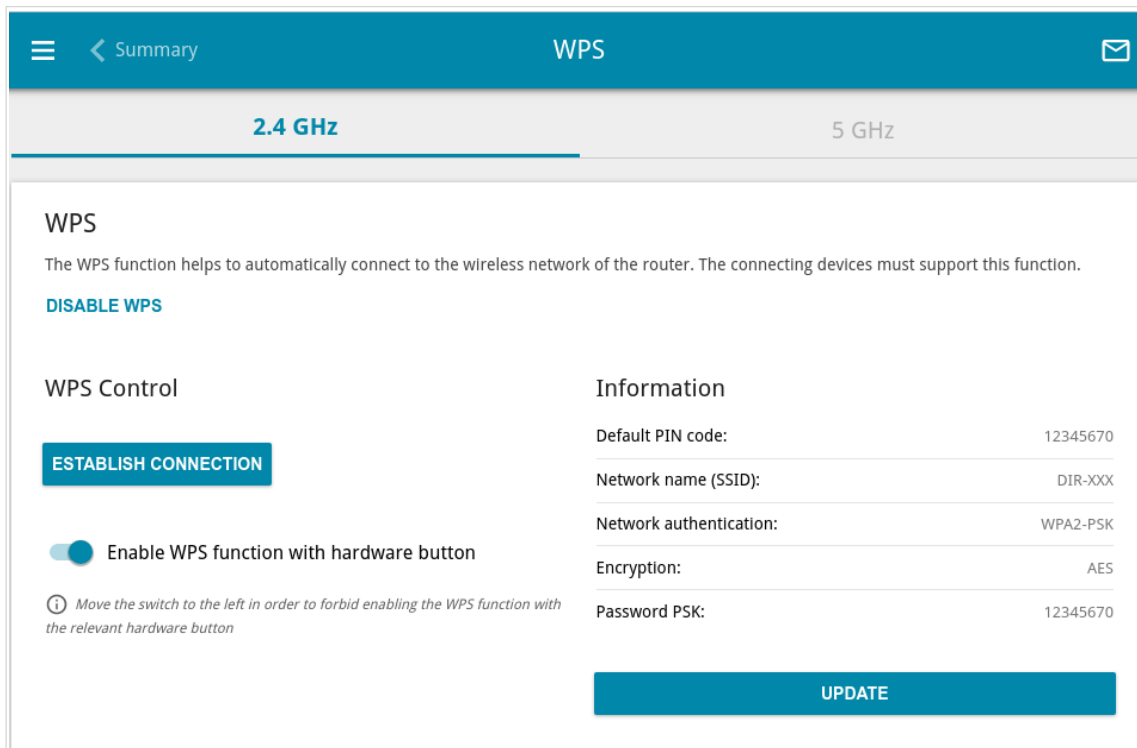 Summary
WPS
2.4 GHz
5 GHz
WPS
The WPS function helps to automatically connect to the wireless network of the router. The connecting devices must support this function.
DISABLE WPS
WPS Control
ESTABLISH CONNECTION
Enable WPS function with hardware button
Move the switch to the left in order to forbid enabling the WPS function with
the relevant hardware button
Information
Default PIN code: 12345670
Network name (SSID): DIR-XXX
Network authentication: WPA2-PSK
Encryption: AES
Password PSK: 12345670
UPDATE